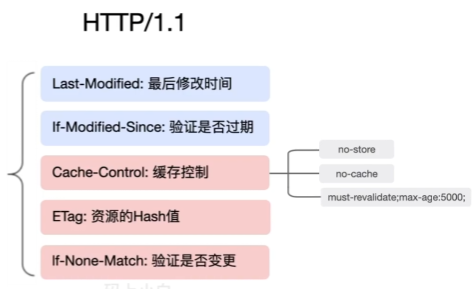 HTTP/1.1
Last-Modified: 最后修改时间
If-Modified-Since: 验证是否过期
Cache-Control: 缓存控制
no-store
no-cache
must-revalidate;max-age:5000;
ETag: 资源的Hash值
If-None-Match: 验证是否变更